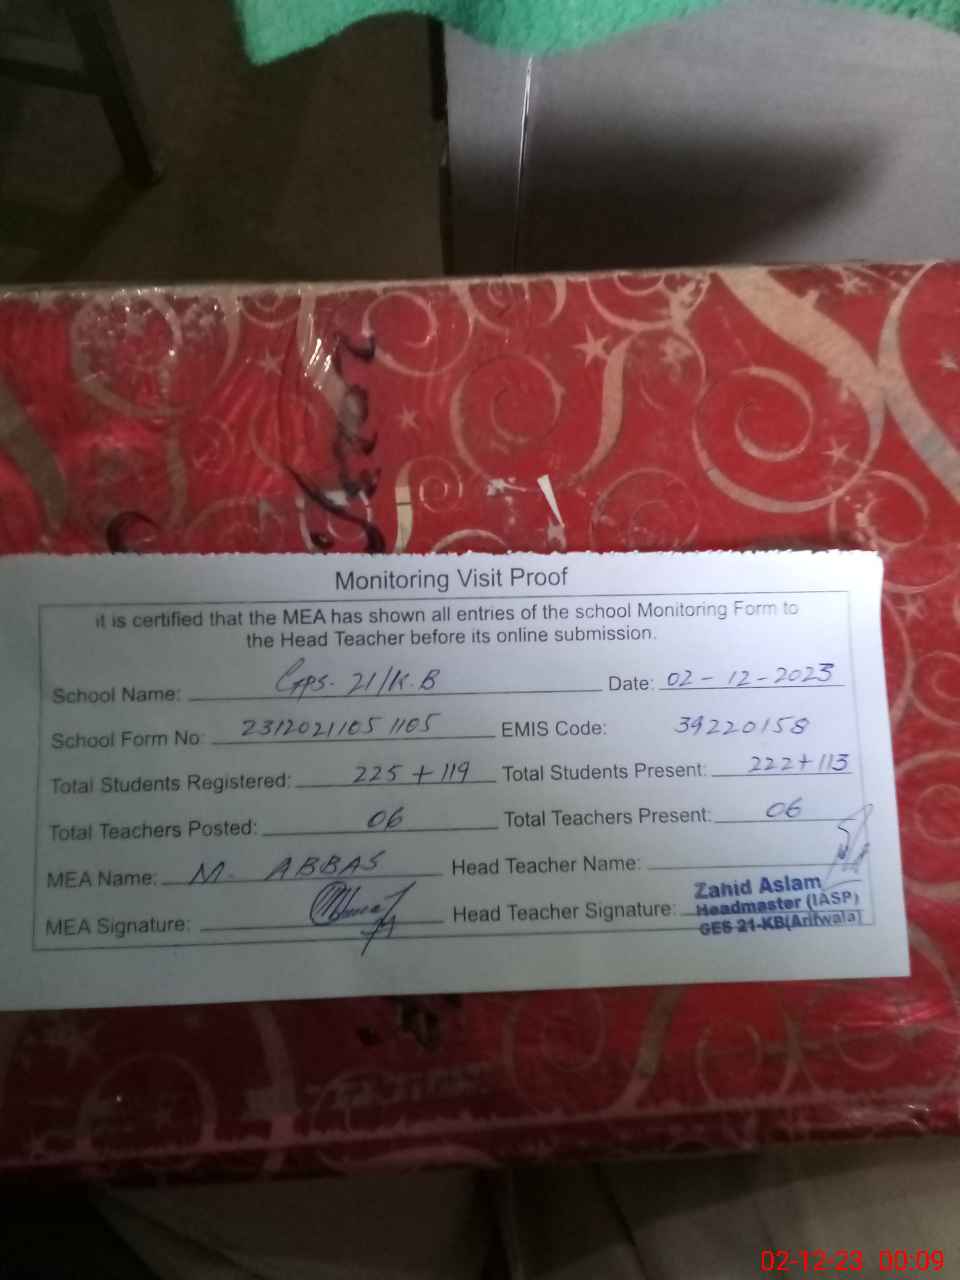 Monitoring Visit Proof
it is certified that the MEA has shown all entries of the school Monitoring Form to
the Head Teacher before its online submission.
School Name: GPS. 21/K.B Date: 02-12-2023
School Form No: 2312021105 1105 EMIS Code: 39220158
Total Students Registered: 225 + 119 Total Students Present: 222+113
Total Teachers Posted: 06 Total Teachers Present: 06
MEA Name: M. ABBAS Head Teacher Name:
MEA Signature: Head Teacher Signature:
Zahid Aslam
Headmaster (IASP)
GES 21-KB(Arifwala)
02-12-23 00:09